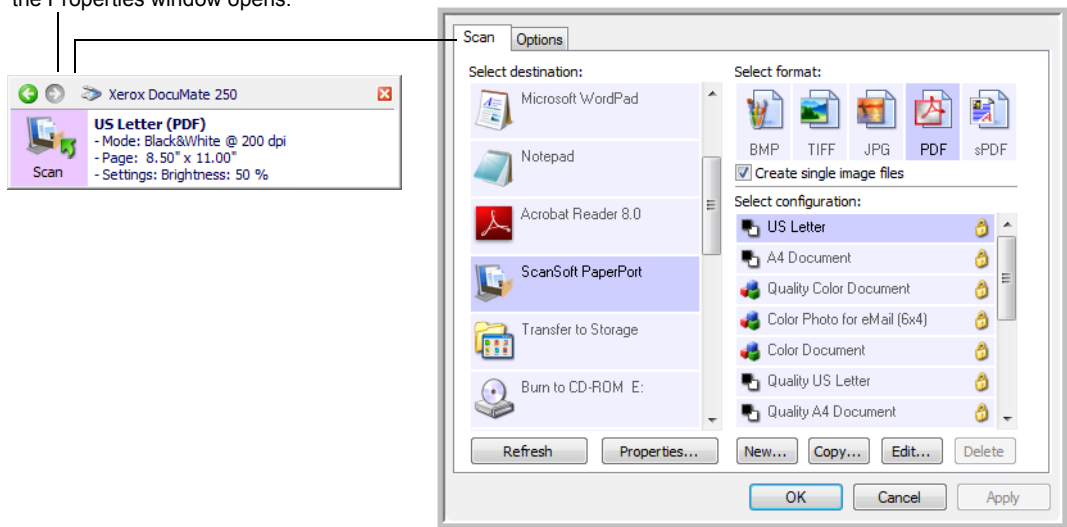 the Properties window opens.
Xerox DocuMate 250
US Letter (PDF)
- Mode: Black&White @ 200 dpi
- Page: 8.50" x 11.00"
- Settings: Brightness: 50 %
Scan
Scan Options
Select destination:
Microsoft WordPad
Notepad
Acrobat Reader 8.0
ScanSoft PaperPort
Transfer to Storage
Burn to CD-ROM E:
Refresh Properties...
Select format:
BMP TIFF JPG PDF sPDF
Create single image files
Select configuration:
US Letter
A4 Document
Quality Color Document
Color Photo for eMail (6x4)
Color Document
Quality US Letter
Quality A4 Document
New... Copy... Edit... Delete
OK Cancel Apply